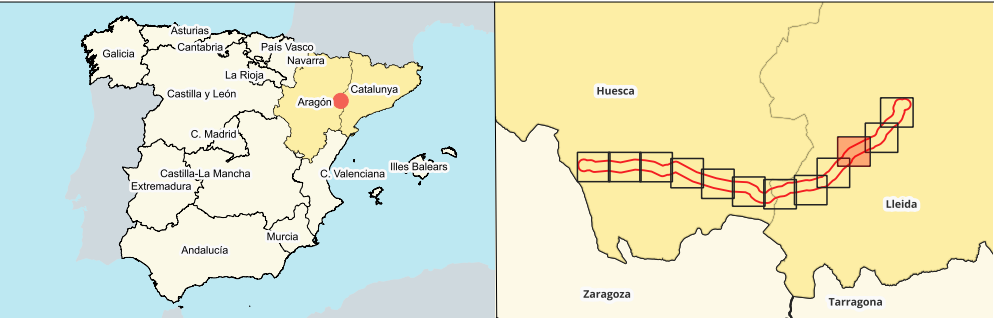 Asturias
Cantabria
Galicia
País Vasco
Navarra
La Rioja
Catalunya
Castilla y León
Aragón
C. Madrid
Castilla-La Mancha
Extremadura
C. Valenciana
Illes Balears
Murcia
Andalucía
Huesca
Lleida
Zaragoza
Tarragona